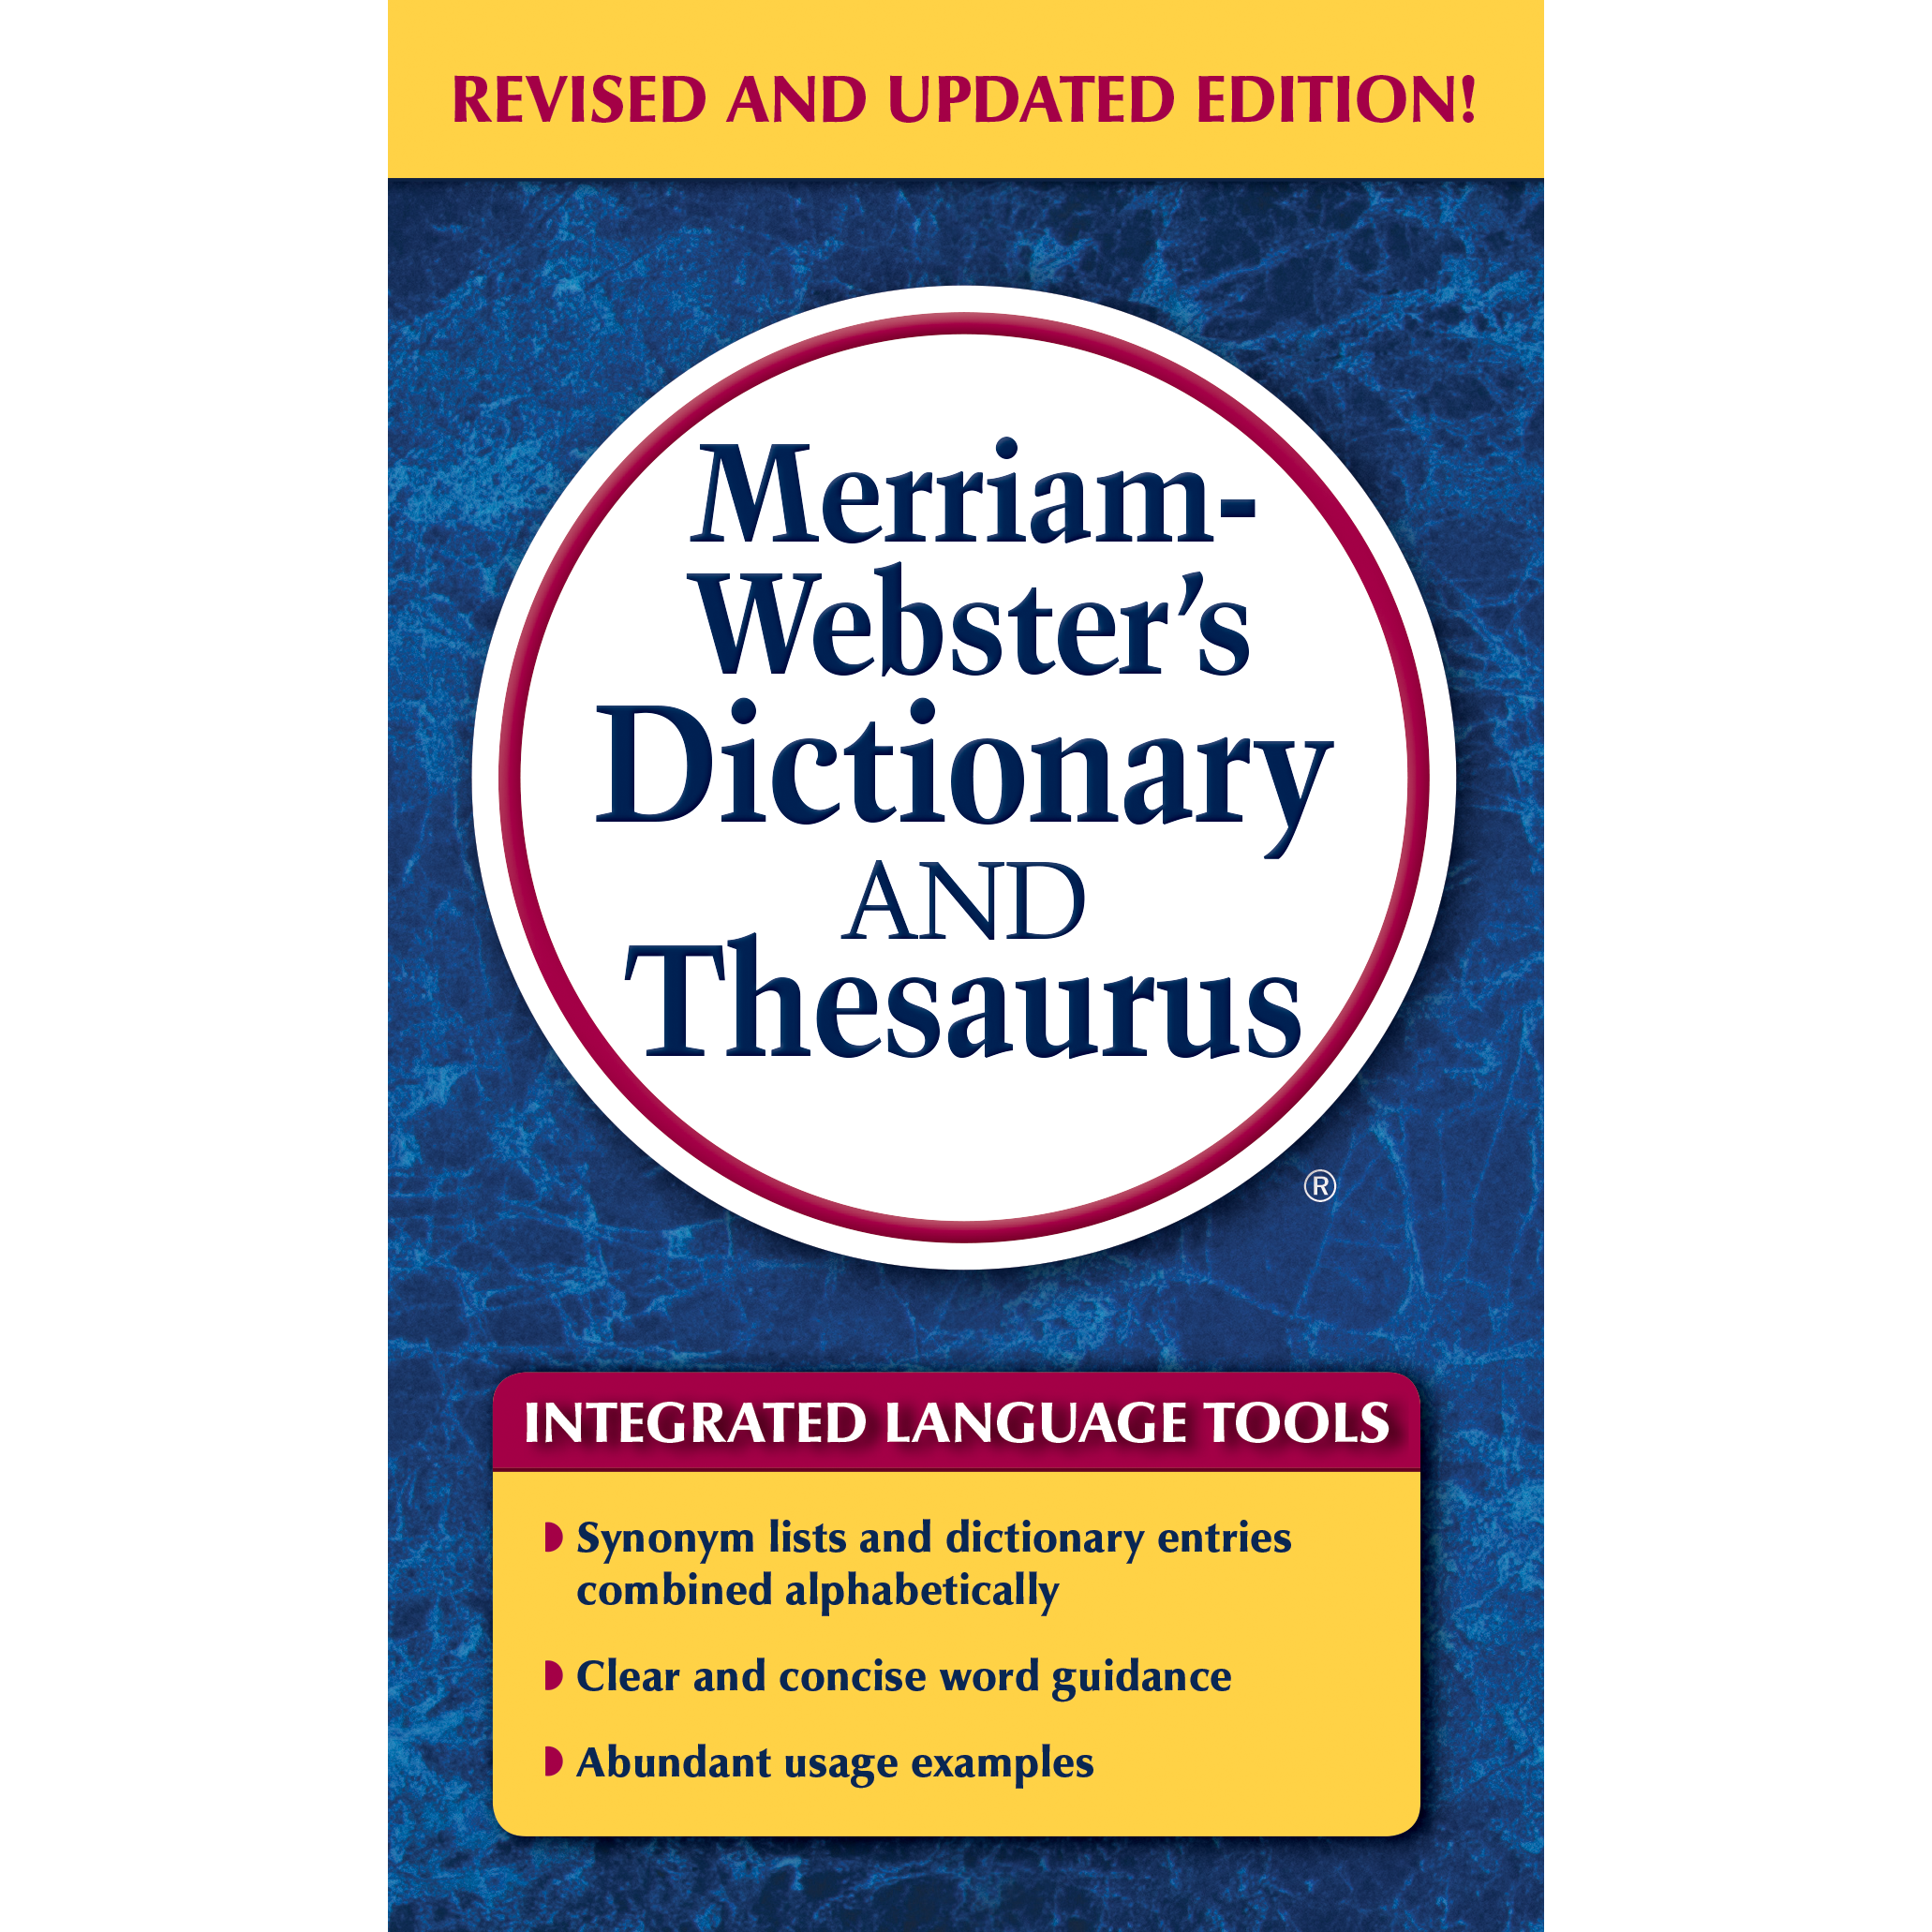 REVISED AND UPDATED EDITION!
Merriam-
Webster’s
Dictionary
AND
Thesaurus
®
INTEGRATED LANGUAGE TOOLS
Synonym lists and dictionary entries
combined alphabetically
Clear and concise word guidance
Abundant usage examples